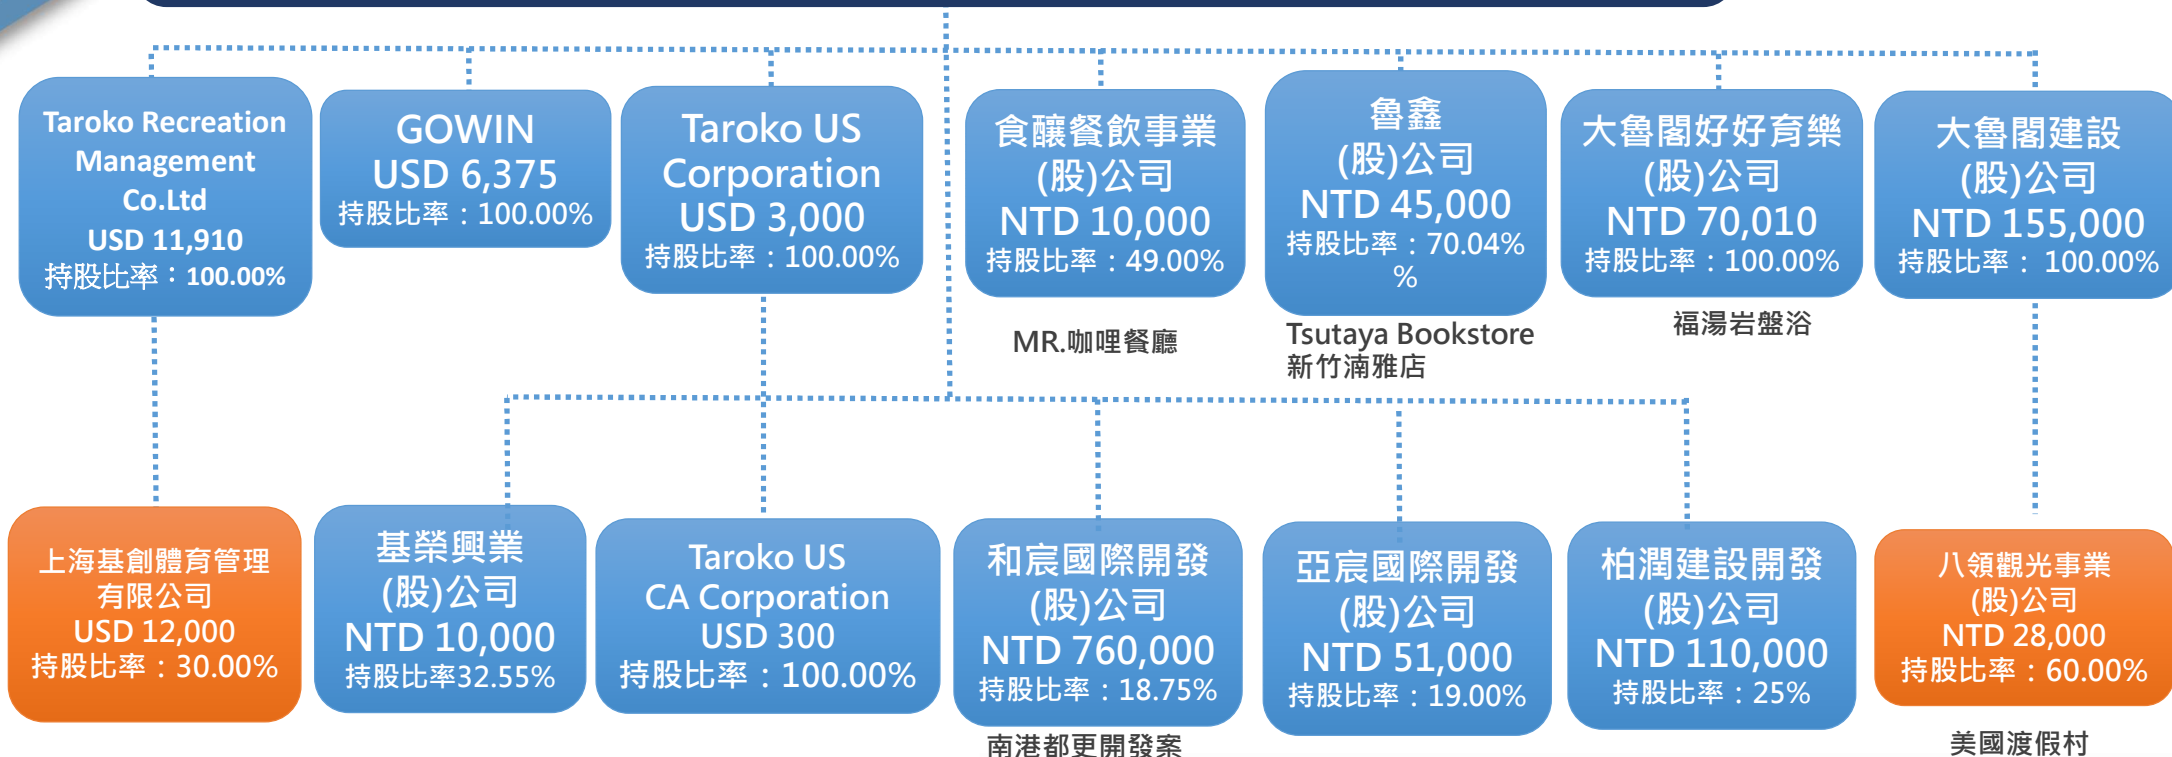 Taroko Recreation
Management
Co.Ltd
USD 11,910
持股比率：100.00%
GOWIN
USD 6,375
持股比率：100.00%
Taroko US
Corporation
USD 3,000
持股比率：100.00%
食釀餐飲事業
(股)公司
NTD 10,000
持股比率：49.00%
魯鑫
(股)公司
NTD 45,000
持股比率：70.04%
%
大魯閣好好育樂
(股)公司
NTD 70,010
持股比率：100.00%
大魯閣建設
(股)公司
NTD 155,000
持股比率： 100.00%
MR.咖哩餐廳
Tsutaya Bookstore
新竹湳雅店
福湯岩盤浴
上海基創體育管理
有限公司
USD 12,000
持股比率：30.00%
基榮興業
(股)公司
NTD 10,000
持股比率32.55%
Taroko US
CA Corporation
USD 300
持股比率：100.00%
和宸國際開發
(股)公司
NTD 760,000
持股比率：18.75%
亞宸國際開發
(股)公司
NTD 51,000
持股比率：19.00%
柏潤建設開發
(股)公司
NTD 110,000
持股比率：25%
八領觀光事業
(股)公司
NTD 28,000
持股比率：60.00%
南港都更開發案
美國渡假村